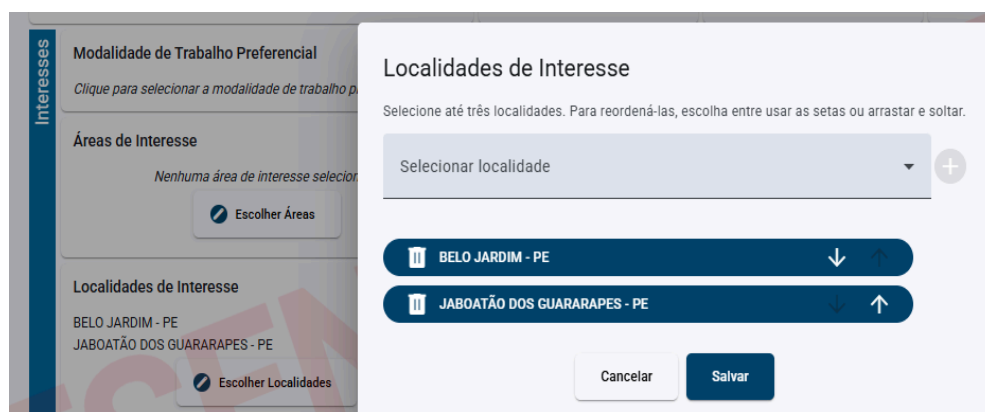 Interesses
Modalidade de Trabalho Preferencial
Clique para selecionar a modalidade de trabalho
Áreas de Interesse
Nenhuma área de interesse
Escolher Áreas
Localidades de Interesse
BELO JARDIM - PE
JABOATÃO DOS GUARARAPES - PE
Escolher Localidades
Localidades de Interesse
Selecione até três localidades. Para reordená-las, escolha entre usar as setas ou arrastar e soltar.
Selecionar localidade
BELO JARDIM - PE
JABOATÃO DOS GUARARAPES - PE
Cancelar
Salvar